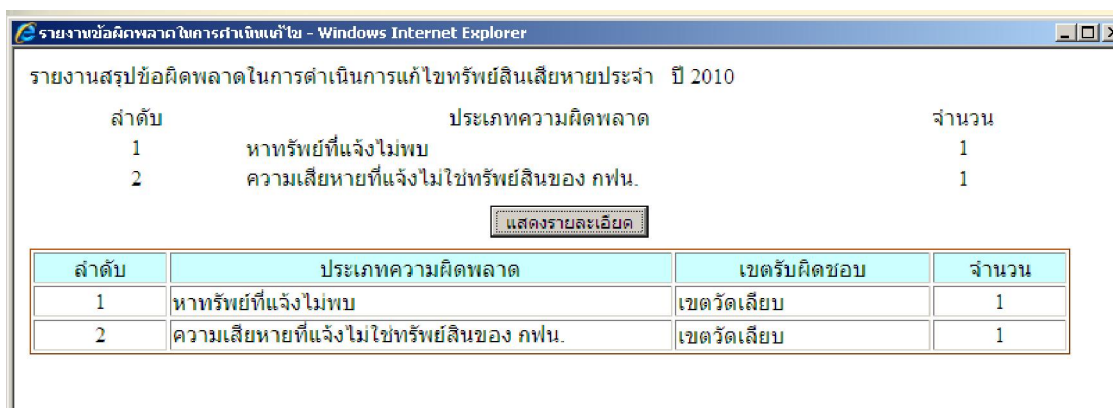 รายงานข้อผิดพลาดในการดำเนินแก้ไข - Windows Internet Explorer
รายงานสรุปข้อผิดพลาดในการดำเนินการแก้ไขทรัพย์สินเสียหายประจำ ปี 2010
ลำดับ ประเภทความผิดพลาด จำนวน
1 หาทรัพย์ที่แจ้งไม่พบ 1
2 ความเสียหายที่แจ้งไม่ใช่ทรัพย์สินของ กฟน. 1
แสดงรายละเอียด
ลำดับ ประเภทความผิดพลาด เขตรับผิดชอบ จำนวน
1 หาทรัพย์ที่แจ้งไม่พบ เขตวัดเลียบ 1
2 ความเสียหายที่แจ้งไม่ใช่ทรัพย์สินของ กฟน. เขตวัดเลียบ 1